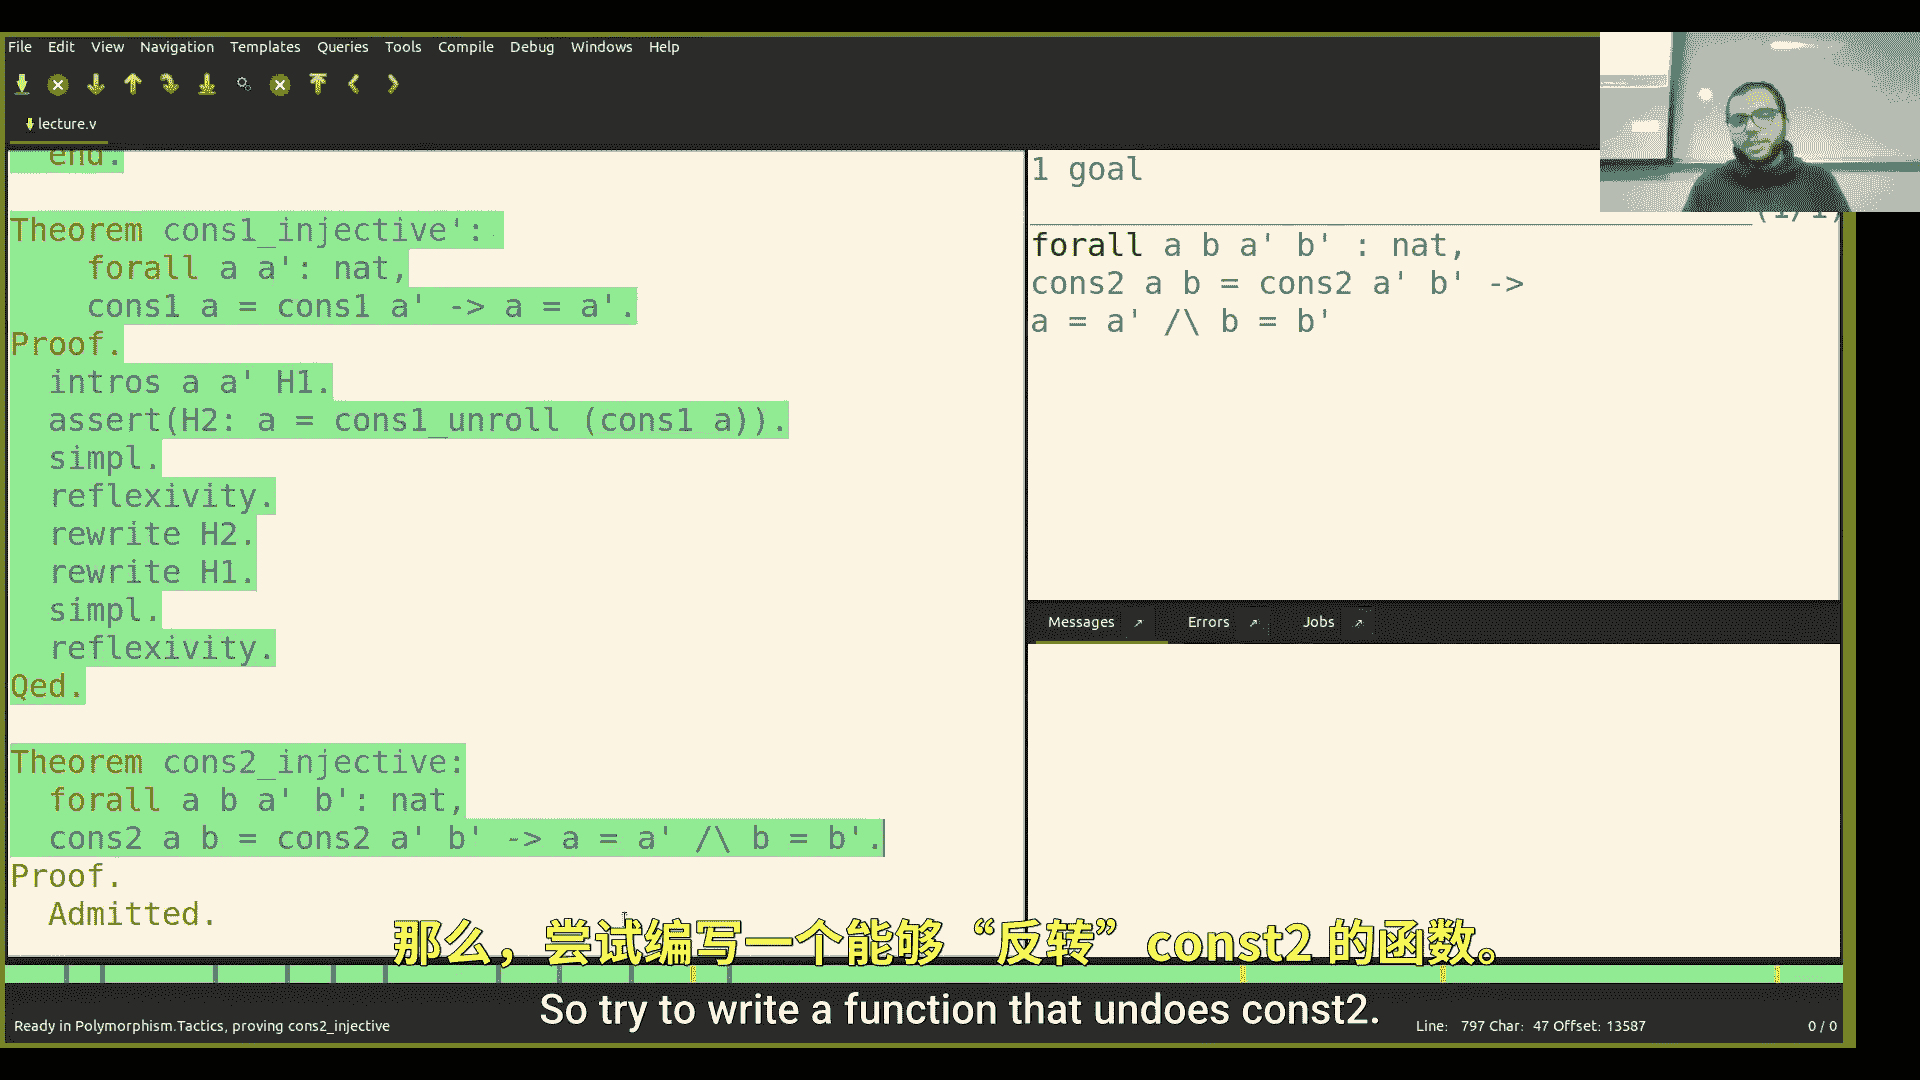 File Edit View Navigation Templates Queries Tools Compile Debug Windows Help
lecture.v
end.
Theorem cons1_injective':
forall a a': nat,
cons1 a = cons1 a' -> a = a'.
Proof.
intros a a' H1.
assert(H2: a = cons1_unroll (cons1 a)).
simpl.
reflexivity.
rewrite H2.
rewrite H1.
simpl.
reflexivity.
Qed.
Theorem cons2_injective:
forall a b a' b': nat,
cons2 a b = cons2 a' b' -> a = a' /\ b = b'.
Proof.
Admitted.
1 goal
(1/1)
forall a b a' b' : nat,
cons2 a b = cons2 a' b' ->
a = a' /\ b = b'
Messages Errors Jobs
那么，尝试编写一个能够“反转”const2 的函数。
So try to write a function that undoes const2.
Ready in Polymorphism.Tactics, proving cons2_injective
Line: 797 Char: 47 Offset: 13587
0 / 0